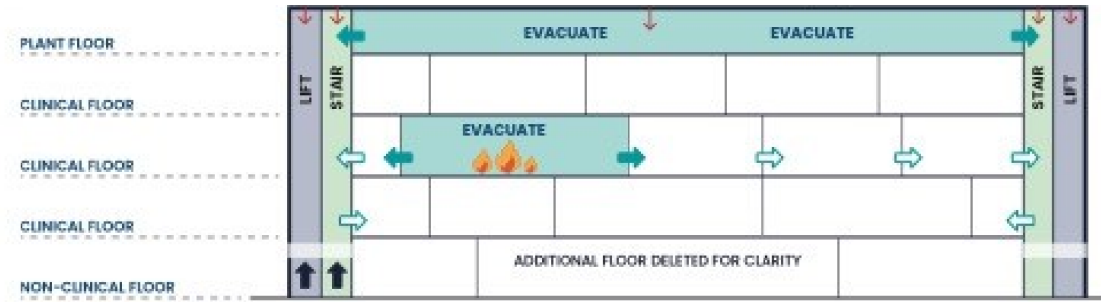 PLANT FLOOR
EVACUATE EVACUATE
LIFT STAIR STAIR LIFT
CLINICAL FLOOR
EVACUATE
CLINICAL FLOOR
CLINICAL FLOOR
ADDITIONAL FLOOR DELETED FOR CLARITY
NON-CLINICAL FLOOR